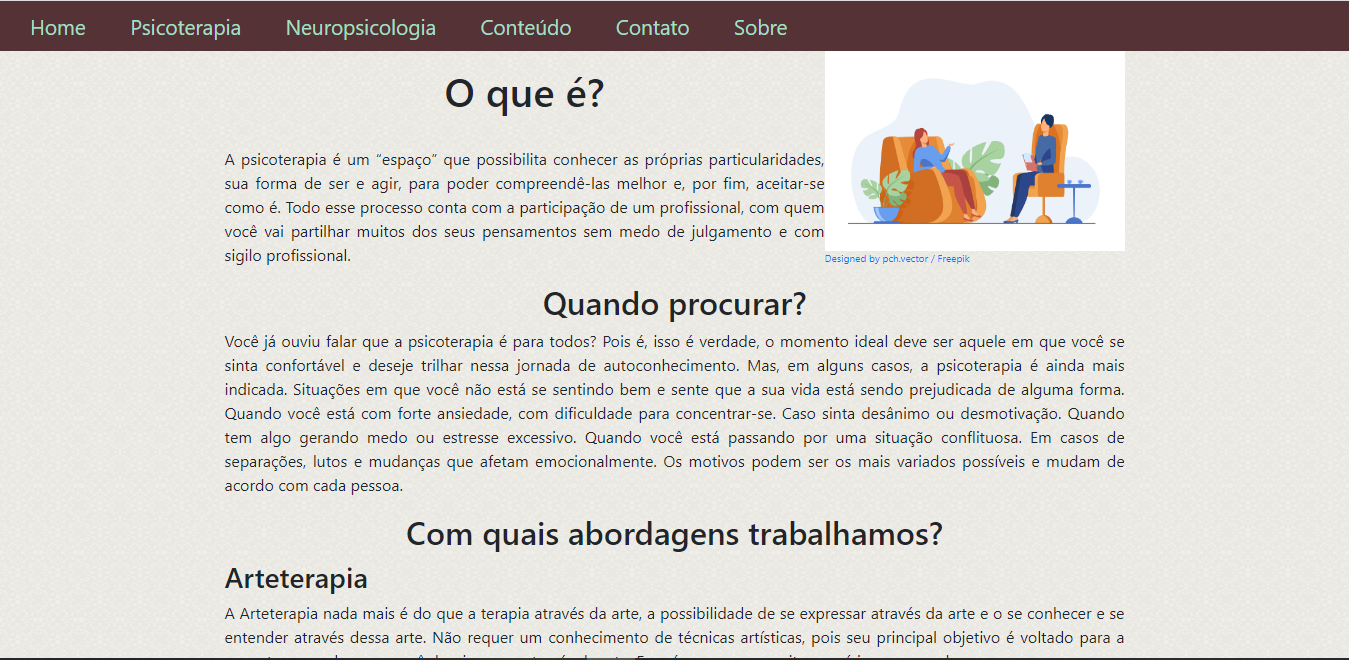 Home Psicoterapia Neuropsicologia Conteúdo Contato Sobre
O que é?
A psicoterapia é um “espaço” que possibilita conhecer as próprias particularidades,
sua forma de ser e agir, para poder compreendê-las melhor e, por fim, aceitar-se
como é. Todo esse processo conta com a participação de um profissional, com quem
você vai partilhar muitos dos seus pensamentos sem medo de julgamento e com
sigilo profissional.
Designed by pch.vector / Freepik
Quando procurar?
Você já ouviu falar que a psicoterapia é para todos? Pois é, isso é verdade, o momento ideal deve ser aquele em que você se
sinta confortável e deseje trilhar nessa jornada de autoconhecimento. Mas, em alguns casos, a psicoterapia é ainda mais
indicada. Situações em que você não está se sentindo bem e sente que a sua vida está sendo prejudicada de alguma forma.
Quando você está com forte ansiedade, com dificuldade para concentrar-se. Caso sinta desânimo ou desmotivação. Quando
tem algo gerando medo ou estresse excessivo. Quando você está passando por uma situação conflituosa. Em casos de
separações, lutos e mudanças que afetam emocionalmente. Os motivos podem ser os mais variados possíveis e mudam de
acordo com cada pessoa.
Com quais abordagens trabalhamos?
Arteterapia
A Arteterapia nada mais é do que a terapia através da arte, a possibilidade de se expressar através da arte e o se conhecer e se
entender através dessa arte. Não requer um conhecimento de técnicas artísticas, pois seu principal objetivo é voltado para a